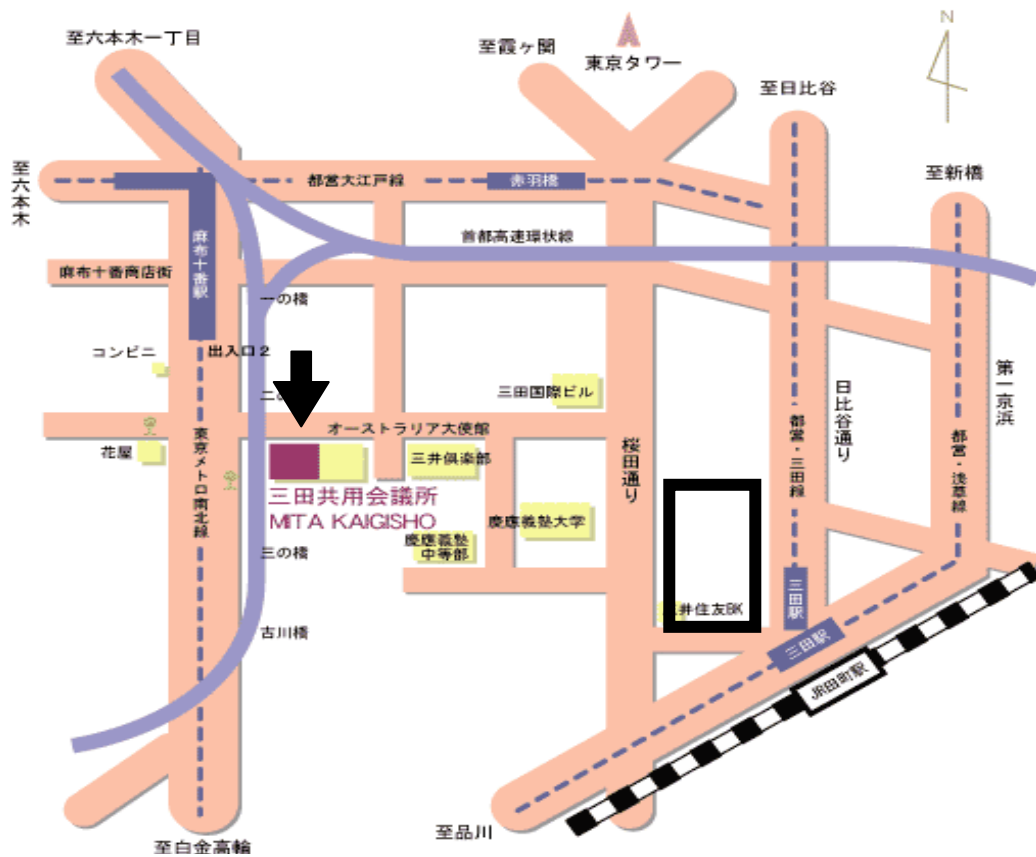 至六本木一丁目
至霞ヶ関
東京タワー
N
至日比谷
至六本木
都営大江戸線
赤羽橋
至新橋
麻布十番駅
首都高速環状線
麻布十番商店街
一の橋
コンビニ
出入口2
二の
三田国際ビル
オーストラリア大使館
花屋
三井倶楽部
三田共用会議所
MITA KAIGISHO
慶應義塾大学
慶應義塾
中等部
東京メトロ南北線
桜田通り
都営・三田線
日比谷通り
都営・浅草線
第一京浜
三の橋
古川橋
井住友BK
三田駅
三田駅
JR田町駅
至品川
至白金高輪